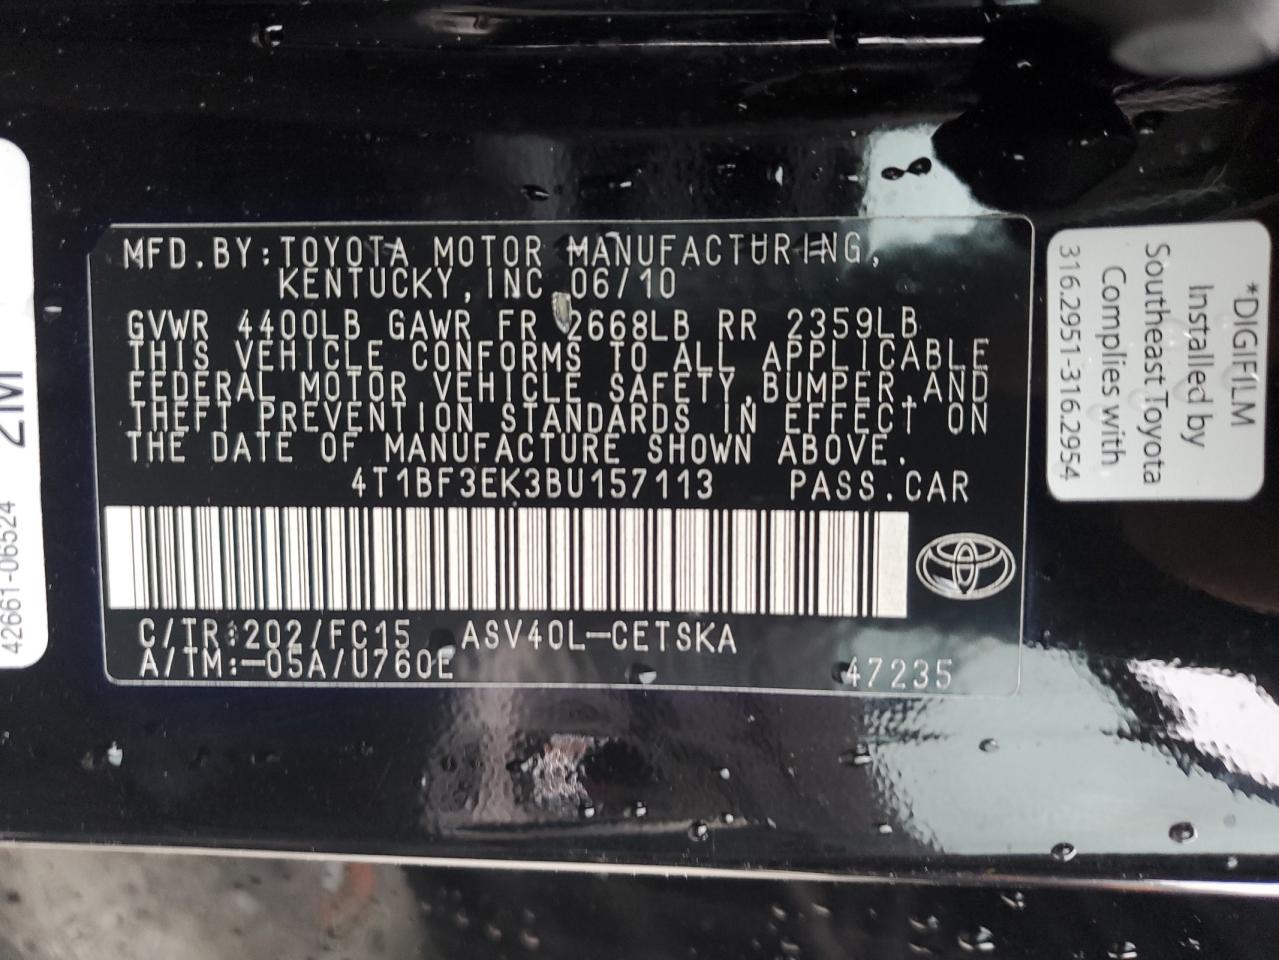 MFD.BY:TOYOTA MOTOR MANUFACTURING,
KENTUCKY,INC 06/10
GVWR 4400LB GAWR FR 2668LB RR 2359LB
THIS VEHICLE CONFORMS TO ALL APPLICABLE
FEDERAL MOTOR VEHICLE SAFETY,BUMPER,AND
THEFT PREVENTION STANDARDS IN EFFECT ON
THE DATE OF MANUFACTURE SHOWN ABOVE.
4T1BF3EK3BU157113 PASS.CAR
C/TR:202/FC15 ASV40L-CETSKA
A/TM:-05A/U760E
47235
*DIGIFILM
Installed by
Southeast Toyota
Complies with
316.2951-316.2954
42661-06524 2M